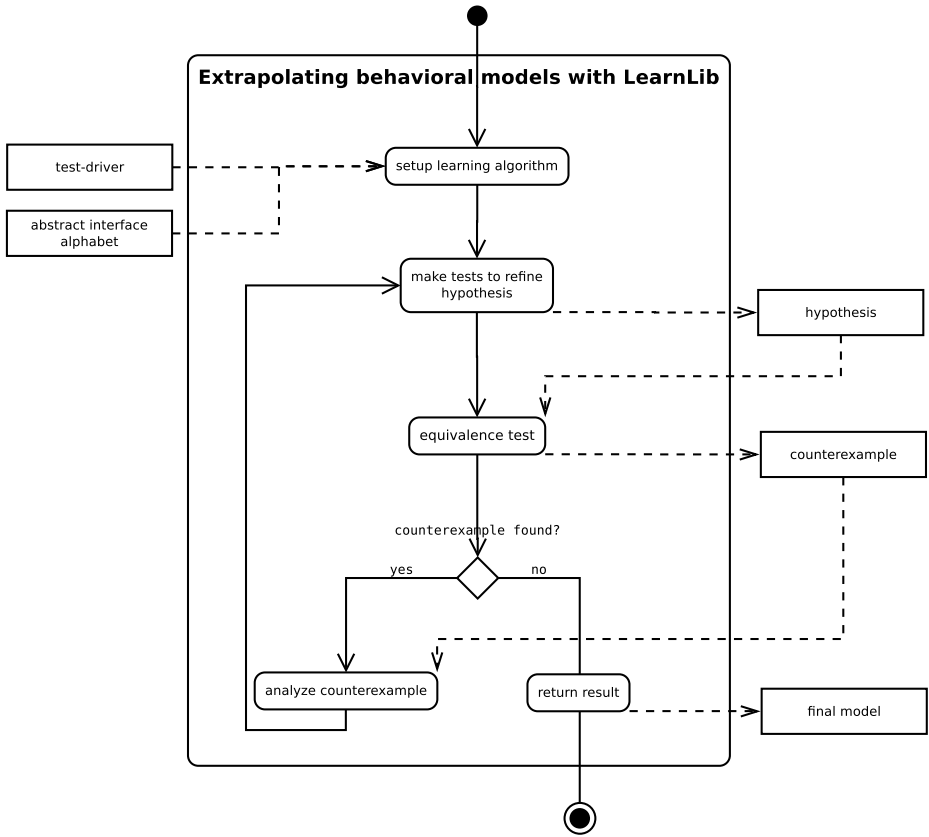 Extrapolating behavioral models with LearnLib
test-driver
setup learning algorithm
abstract interface
alphabet
make tests to refine
hypothesis
hypothesis
equivalence test
counterexample
counterexample found?
yes
no
analyze counterexample
return result
final model